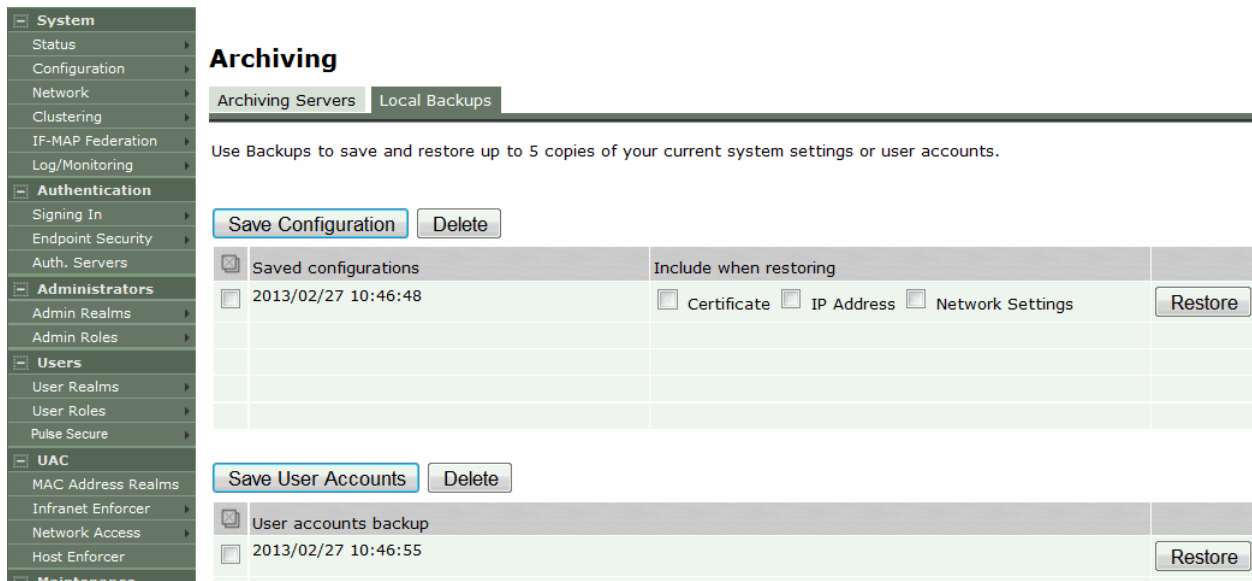 System
Status
Configuration
Network
Clustering
IF-MAP Federation
Log/Monitoring
Authentication
Signing In
Endpoint Security
Auth. Servers
Administrators
Admin Realms
Admin Roles
Users
User Realms
User Roles
Pulse Secure
UAC
MAC Address Realms
Infranet Enforcer
Network Access
Host Enforcer
Maintenance
Archiving
Archiving Servers Local Backups
Use Backups to save and restore up to 5 copies of your current system settings or user accounts.
Save Configuration Delete
Saved configurations Include when restoring
2013/02/27 10:46:48 Certificate IP Address Network Settings Restore
Save User Accounts Delete
User accounts backup
2013/02/27 10:46:55 Restore